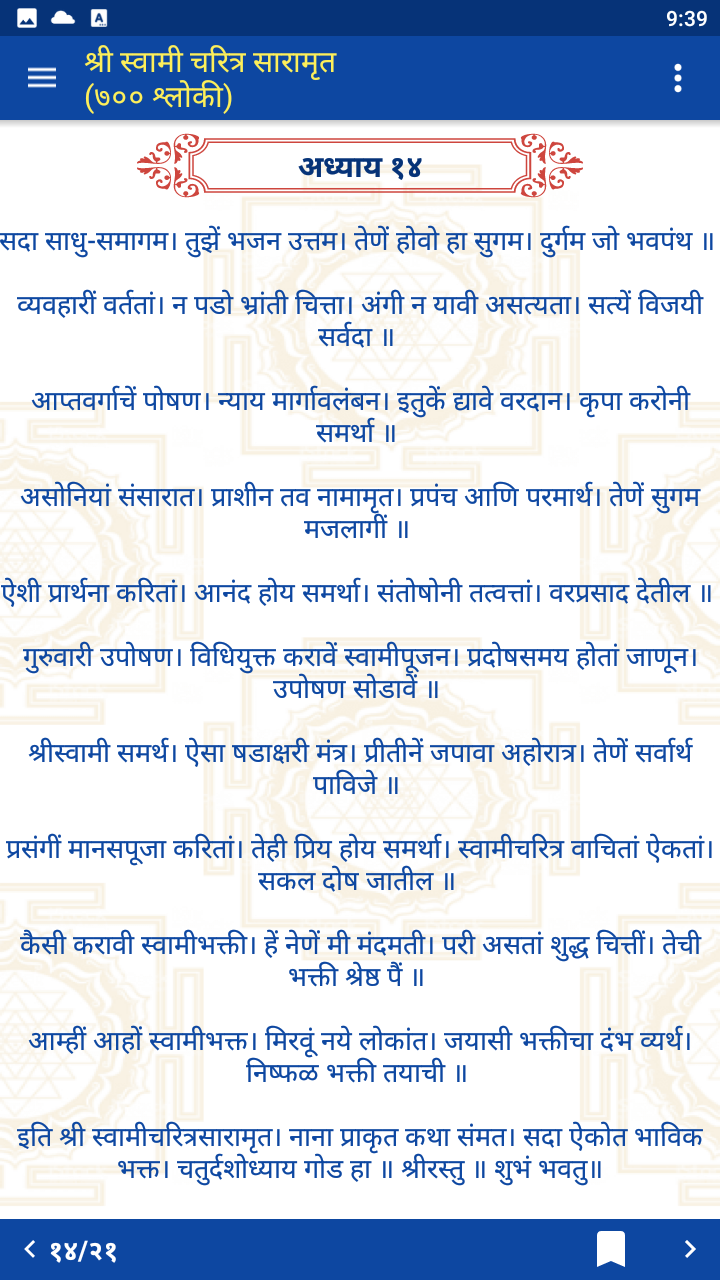 9:39
श्री स्वामी चरित्र सारामृत
(७०० श्लोकी)
अध्याय १४
सदा साधु-समागम। तुझें भजन उत्तम। तेणें होवो हा सुगम। दुर्गम जो भवपंथ ॥
व्यवहारीं वर्ततां। न पडो भ्रांती चित्ता। अंगी न यावी असत्यता। सत्यें विजयी
सर्वदा ॥
आप्तवर्गाचें पोषण। न्याय मार्गावलंबन। इतुकें द्यावे वरदान। कृपा करोनी
समर्था ॥
असोनियां संसारात। प्राशीन तव नामामृत। प्रपंच आणि परमार्थ। तेणें सुगम
मजलागीं ॥
ऐशी प्रार्थना करितां। आनंद होय समर्था। संतोषोनी तत्वत्तां। वरप्रसाद देतील ॥
गुरुवारी उपोषण। विधियुक्त करावें स्वामीपूजन। प्रदोषसमय होतां जाणून।
उपोषण सोडावें ॥
श्रीस्वामी समर्थ। ऐसा षडाक्षरी मंत्र। प्रीतीनें जपावा अहोरात्र। तेणें सर्वार्थ
पाविजे ॥
प्रसंगीं मानसपूजा करितां। तेही प्रिय होय समर्था। स्वामीचरित्र वाचितां ऐकतां।
सकल दोष जातील ॥
कैसी करावी स्वामीभक्ती। हें नेणें मी मंदमती। परी असतां शुद्ध चित्तीं। तेची
भक्ती श्रेष्ठ पैं ॥
आम्हीं आहों स्वामीभक्त। मिरवूं नये लोकांत। जयासी भक्तीचा दंभ व्यर्थ।
निष्फळ भक्ती तयाची ॥
इति श्री स्वामीचरित्रसारामृत। नाना प्राकृत कथा संमत। सदा ऐकोत भाविक
भक्त। चतुर्दशोध्याय गोड हा ॥ श्रीरस्तु ॥ शुभं भवतु॥
१४/२१